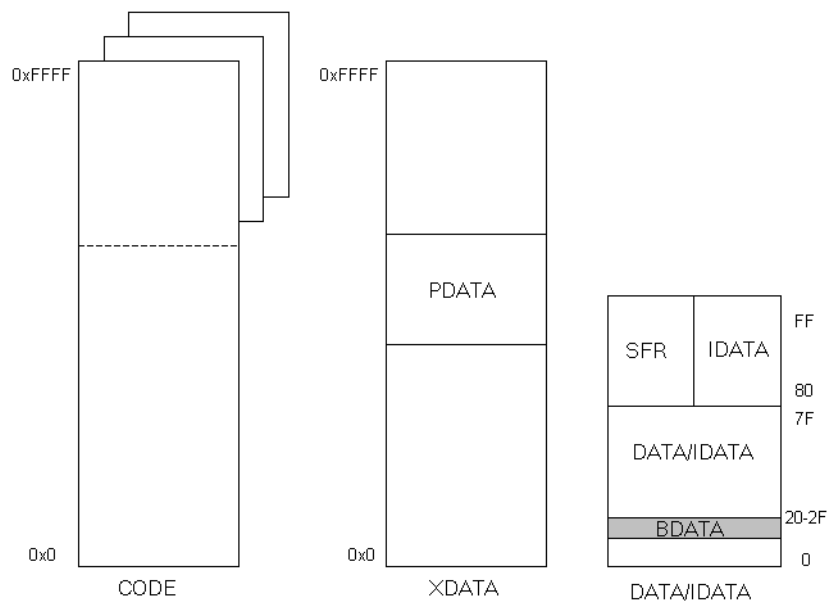 0xFFFF
0x0
CODE
0xFFFF
PDATA
0x0
XDATA
SFR
IDATA
FF
80
7F
DATA/IDATA
20-2F
BDATA
0
DATA/IDATA